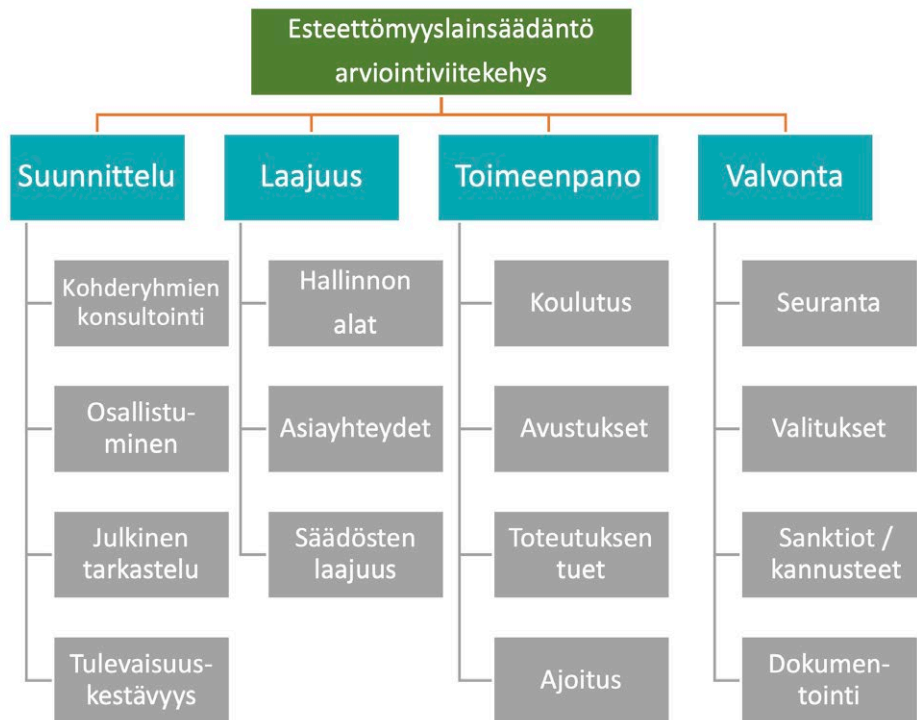 Esteettömyyslainsäädäntö
arviointiviitekehys
Suunnittelu
Laajuus
Toimeenpano
Valvonta
Kohderyhmien
konsultointi
Osallistu-
minen
Julkinen
tarkastelu
Tulevaisuus-
kestävyys
Hallinnon
alat
Asiayhteydet
Säädösten
laajuus
Koulutus
Avustukset
Toteutuksen
tuet
Ajoitus
Seuranta
Valitukset
Sanktiot /
kannusteet
Dokumen-
tointi